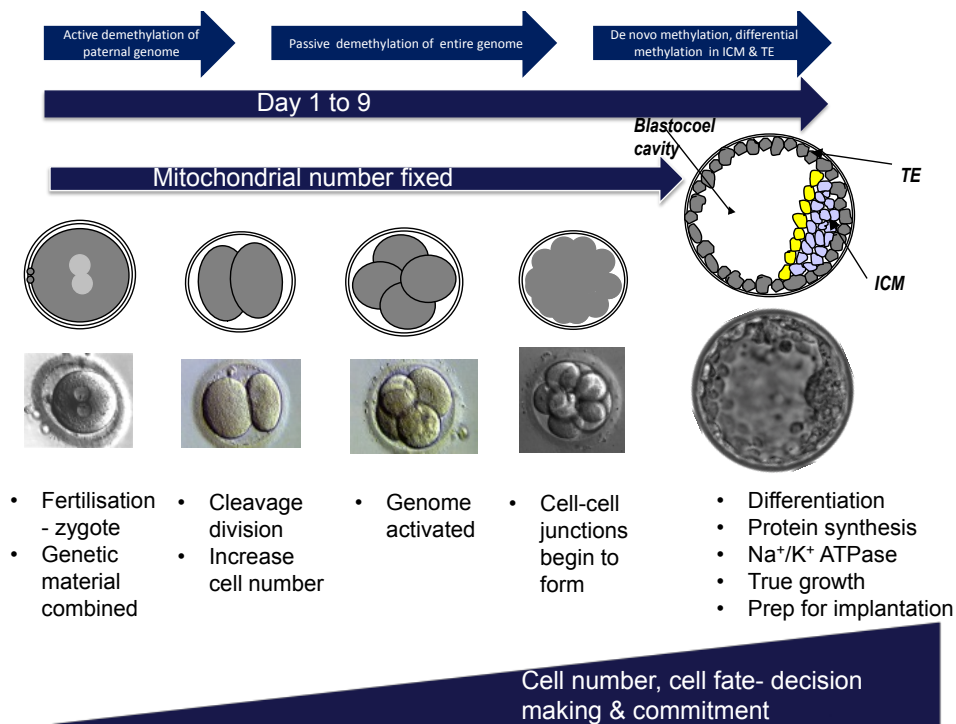 Active demethylation of
paternal genome
Passive demethylation of entire genome
De novo methylation, differential
methylation in ICM & TE
Day 1 to 9
Blastocoel
cavity
TE
Mitochondrial number fixed
ICM
• Fertilisation
- zygote
• Genetic
material
combined
• Cleavage
division
• Increase
cell number
• Genome
activated
• Cell-cell
junctions
begin to
form
• Differentiation
• Protein synthesis
• Na⁺/K⁺ ATPase
• True growth
• Prep for implantation
Cell number, cell fate- decision
making & commitment